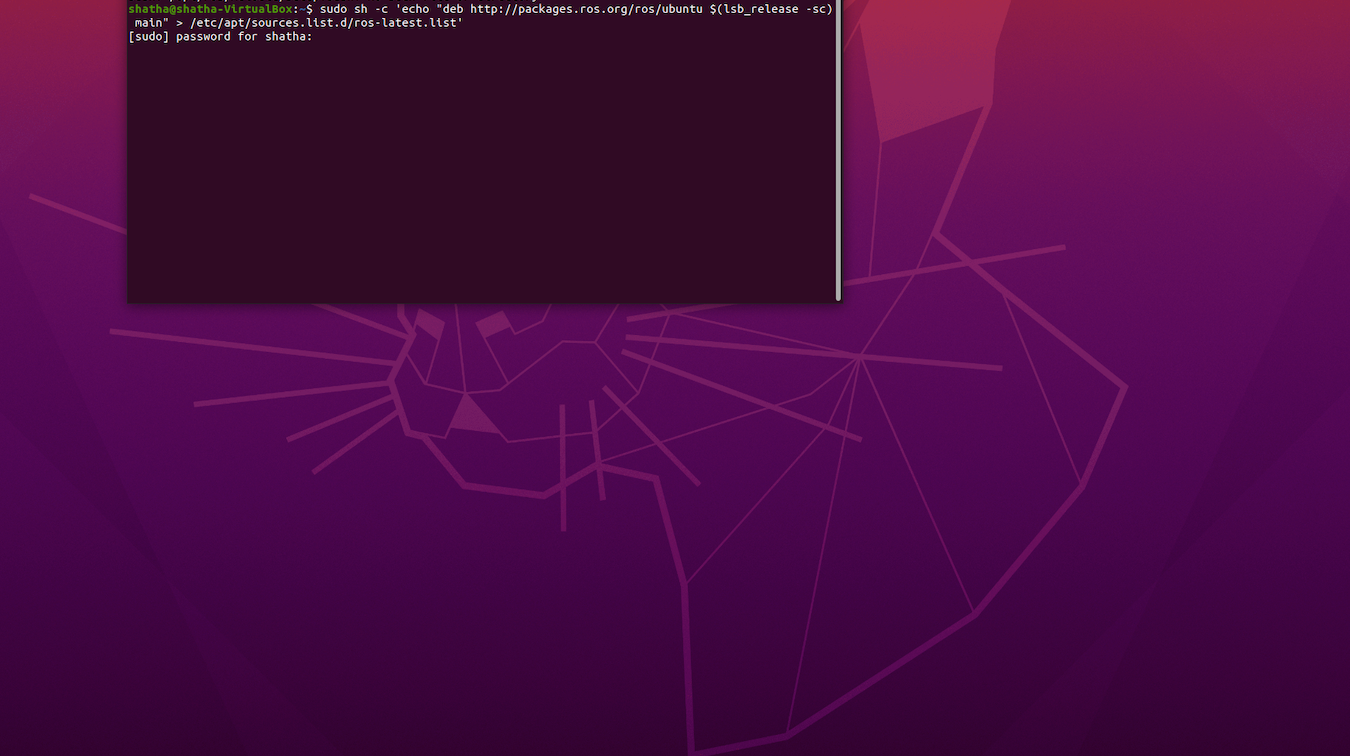 shatha@shatha-VirtualBox:~$ sudo sh -c 'echo "deb http://packages.ros.org/ros/ubuntu $(lsb_release -sc)
main" > /etc/apt/sources.list.d/ros-latest.list'
[sudo] password for shatha: